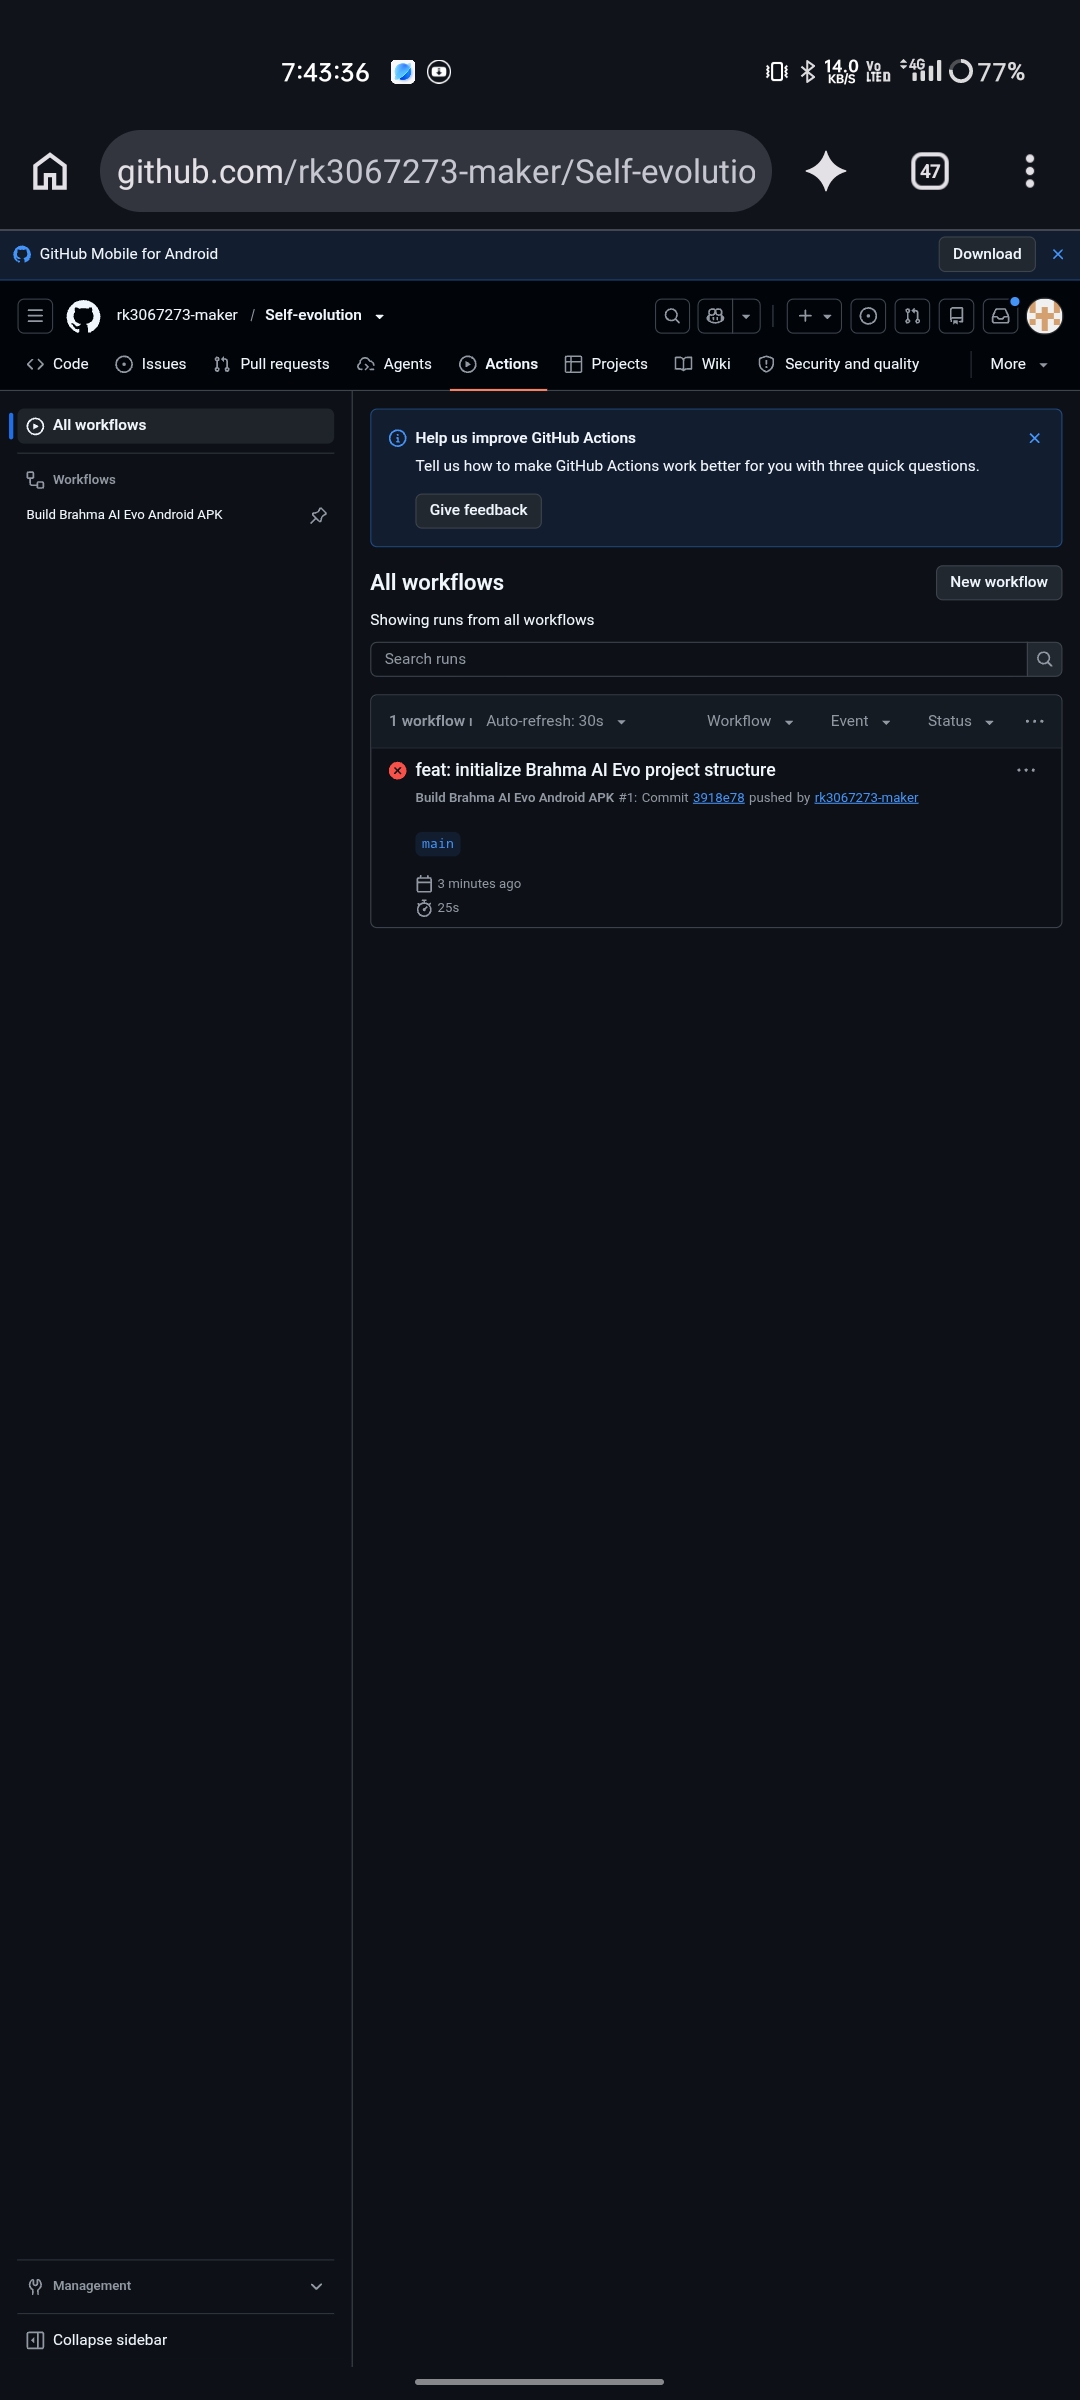 7:43:36
14.0 KB/S
Vo LTE
4G
77%
github.com/rk3067273-maker/Self-evolutio
47
GitHub Mobile for Android
Download
rk3067273-maker / Self-evolution
Code
Issues
Pull requests
Agents
Actions
Projects
Wiki
Security and quality
More
All workflows
Workflows
Build Brahma AI Evo Android APK
Help us improve GitHub Actions
Tell us how to make GitHub Actions work better for you with three quick questions.
Give feedback
All workflows
New workflow
Showing runs from all workflows
Search runs
1 workflow
Auto-refresh: 30s
Workflow
Event
Status
feat: initialize Brahma AI Evo project structure
Build Brahma AI Evo Android APK #1: Commit 3918e78 pushed by rk3067273-maker
main
3 minutes ago
25s
Management
Collapse sidebar